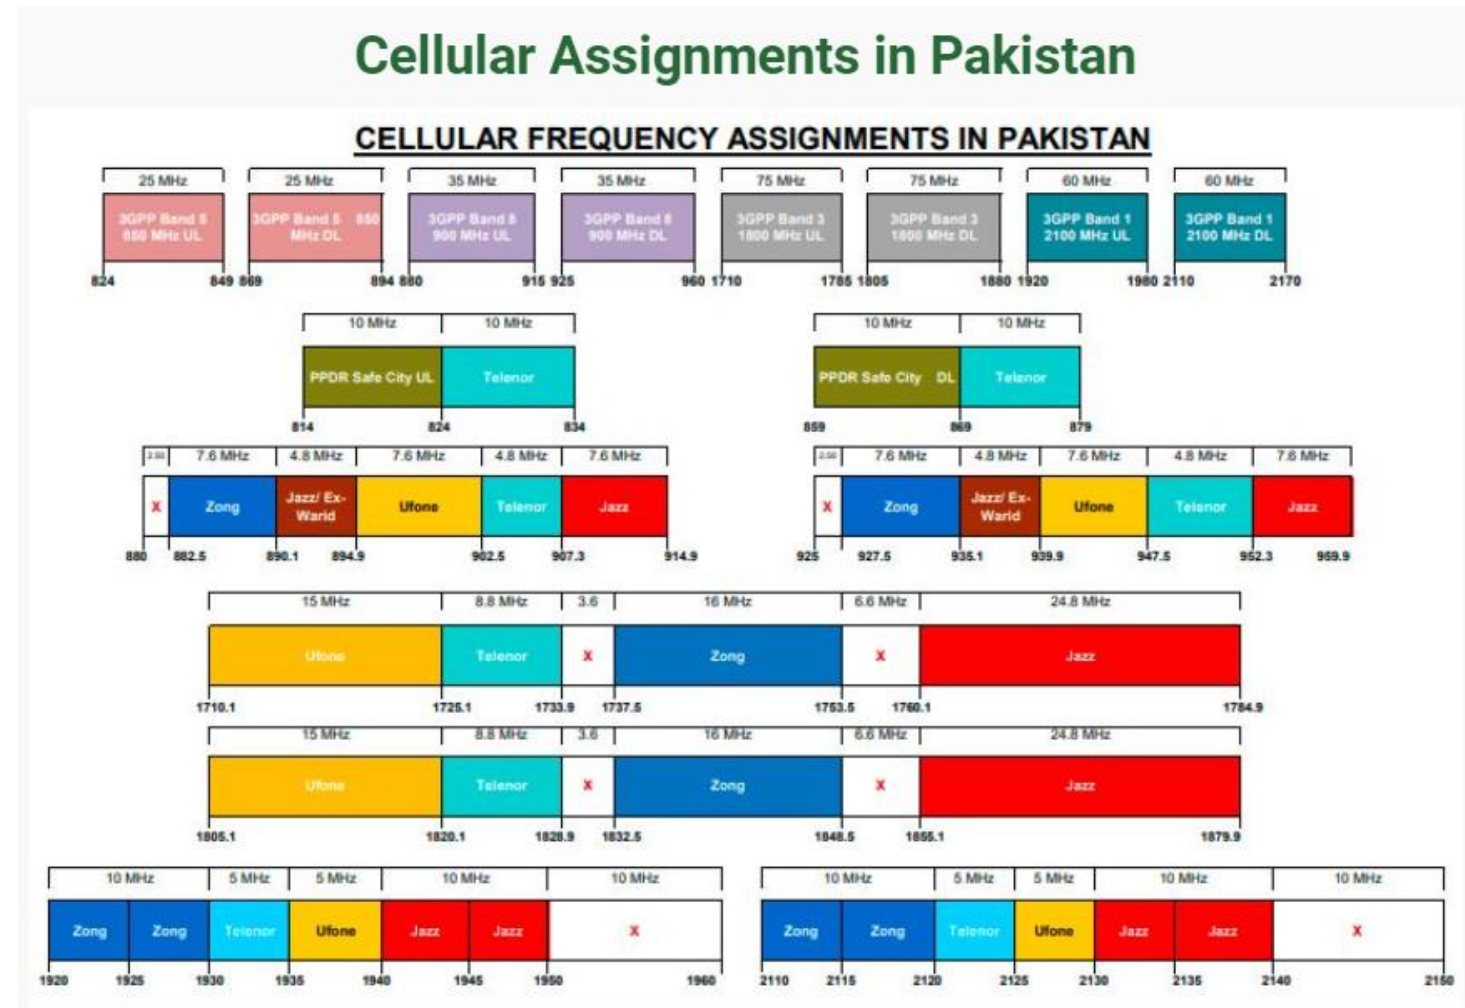 Cellular Assignments in Pakistan
CELLULAR FREQUENCY ASSIGNMENTS IN PAKISTAN
25 MHz 25 MHz 35 MHz 35 MHz 75 MHz 75 MHz 60 MHz 60 MHz
3GPP Band 5 3GPP Band 5 850 3GPP Band 8 3GPP Band 8 3GPP Band 3 3GPP Band 3 3GPP Band 1 3GPP Band 1
850 MHz UL MHz DL 900 MHz UL 900 MHz DL 1800 MHz UL 1800 MHz DL 2100 MHz UL 2100 MHz DL
824 849 869 894 880 915 925 960 1710 1785 1805 1880 1920 1980 2110 2170
10 MHz 10 MHz 10 MHz 10 MHz
PPDR Safe City UL Telenor PPDR Safe City DL Telenor
814 824 834 859 869 879
2.50 7.6 MHz 4.8 MHz 7.6 MHz 4.8 MHz 7.6 MHz 2.50 7.6 MHz 4.8 MHz 7.6 MHz 4.8 MHz 7.6 MHz
X Zong Jazz/ Ex- Ufone Telenor Jazz X Zong Jazz/ Ex- Ufone Telenor Jazz
Warid Warid
880 882.5 890.1 894.9 902.5 907.3 914.9 925 927.5 935.1 939.9 947.5 952.3 959.9
15 MHz 8.8 MHz 3.6 16 MHz 6.6 MHz 24.8 MHz
Ufone Telenor X Zong X Jazz
1710.1 1725.1 1733.9 1737.5 1753.5 1760.1 1784.9
15 MHz 8.8 MHz 3.6 16 MHz 6.6 MHz 24.8 MHz
Ufone Telenor X Zong X Jazz
1805.1 1820.1 1828.9 1832.5 1848.5 1855.1 1879.9
10 MHz 5 MHz 5 MHz 10 MHz 10 MHz 10 MHz 5 MHz 5 MHz 10 MHz 10 MHz
Zong Zong Telenor Ufone Jazz Jazz X Zong Zong Telenor Ufone Jazz Jazz X
1920 1925 1930 1935 1940 1945 1950 1960 2110 2115 2120 2125 2130 2135 2140 2150